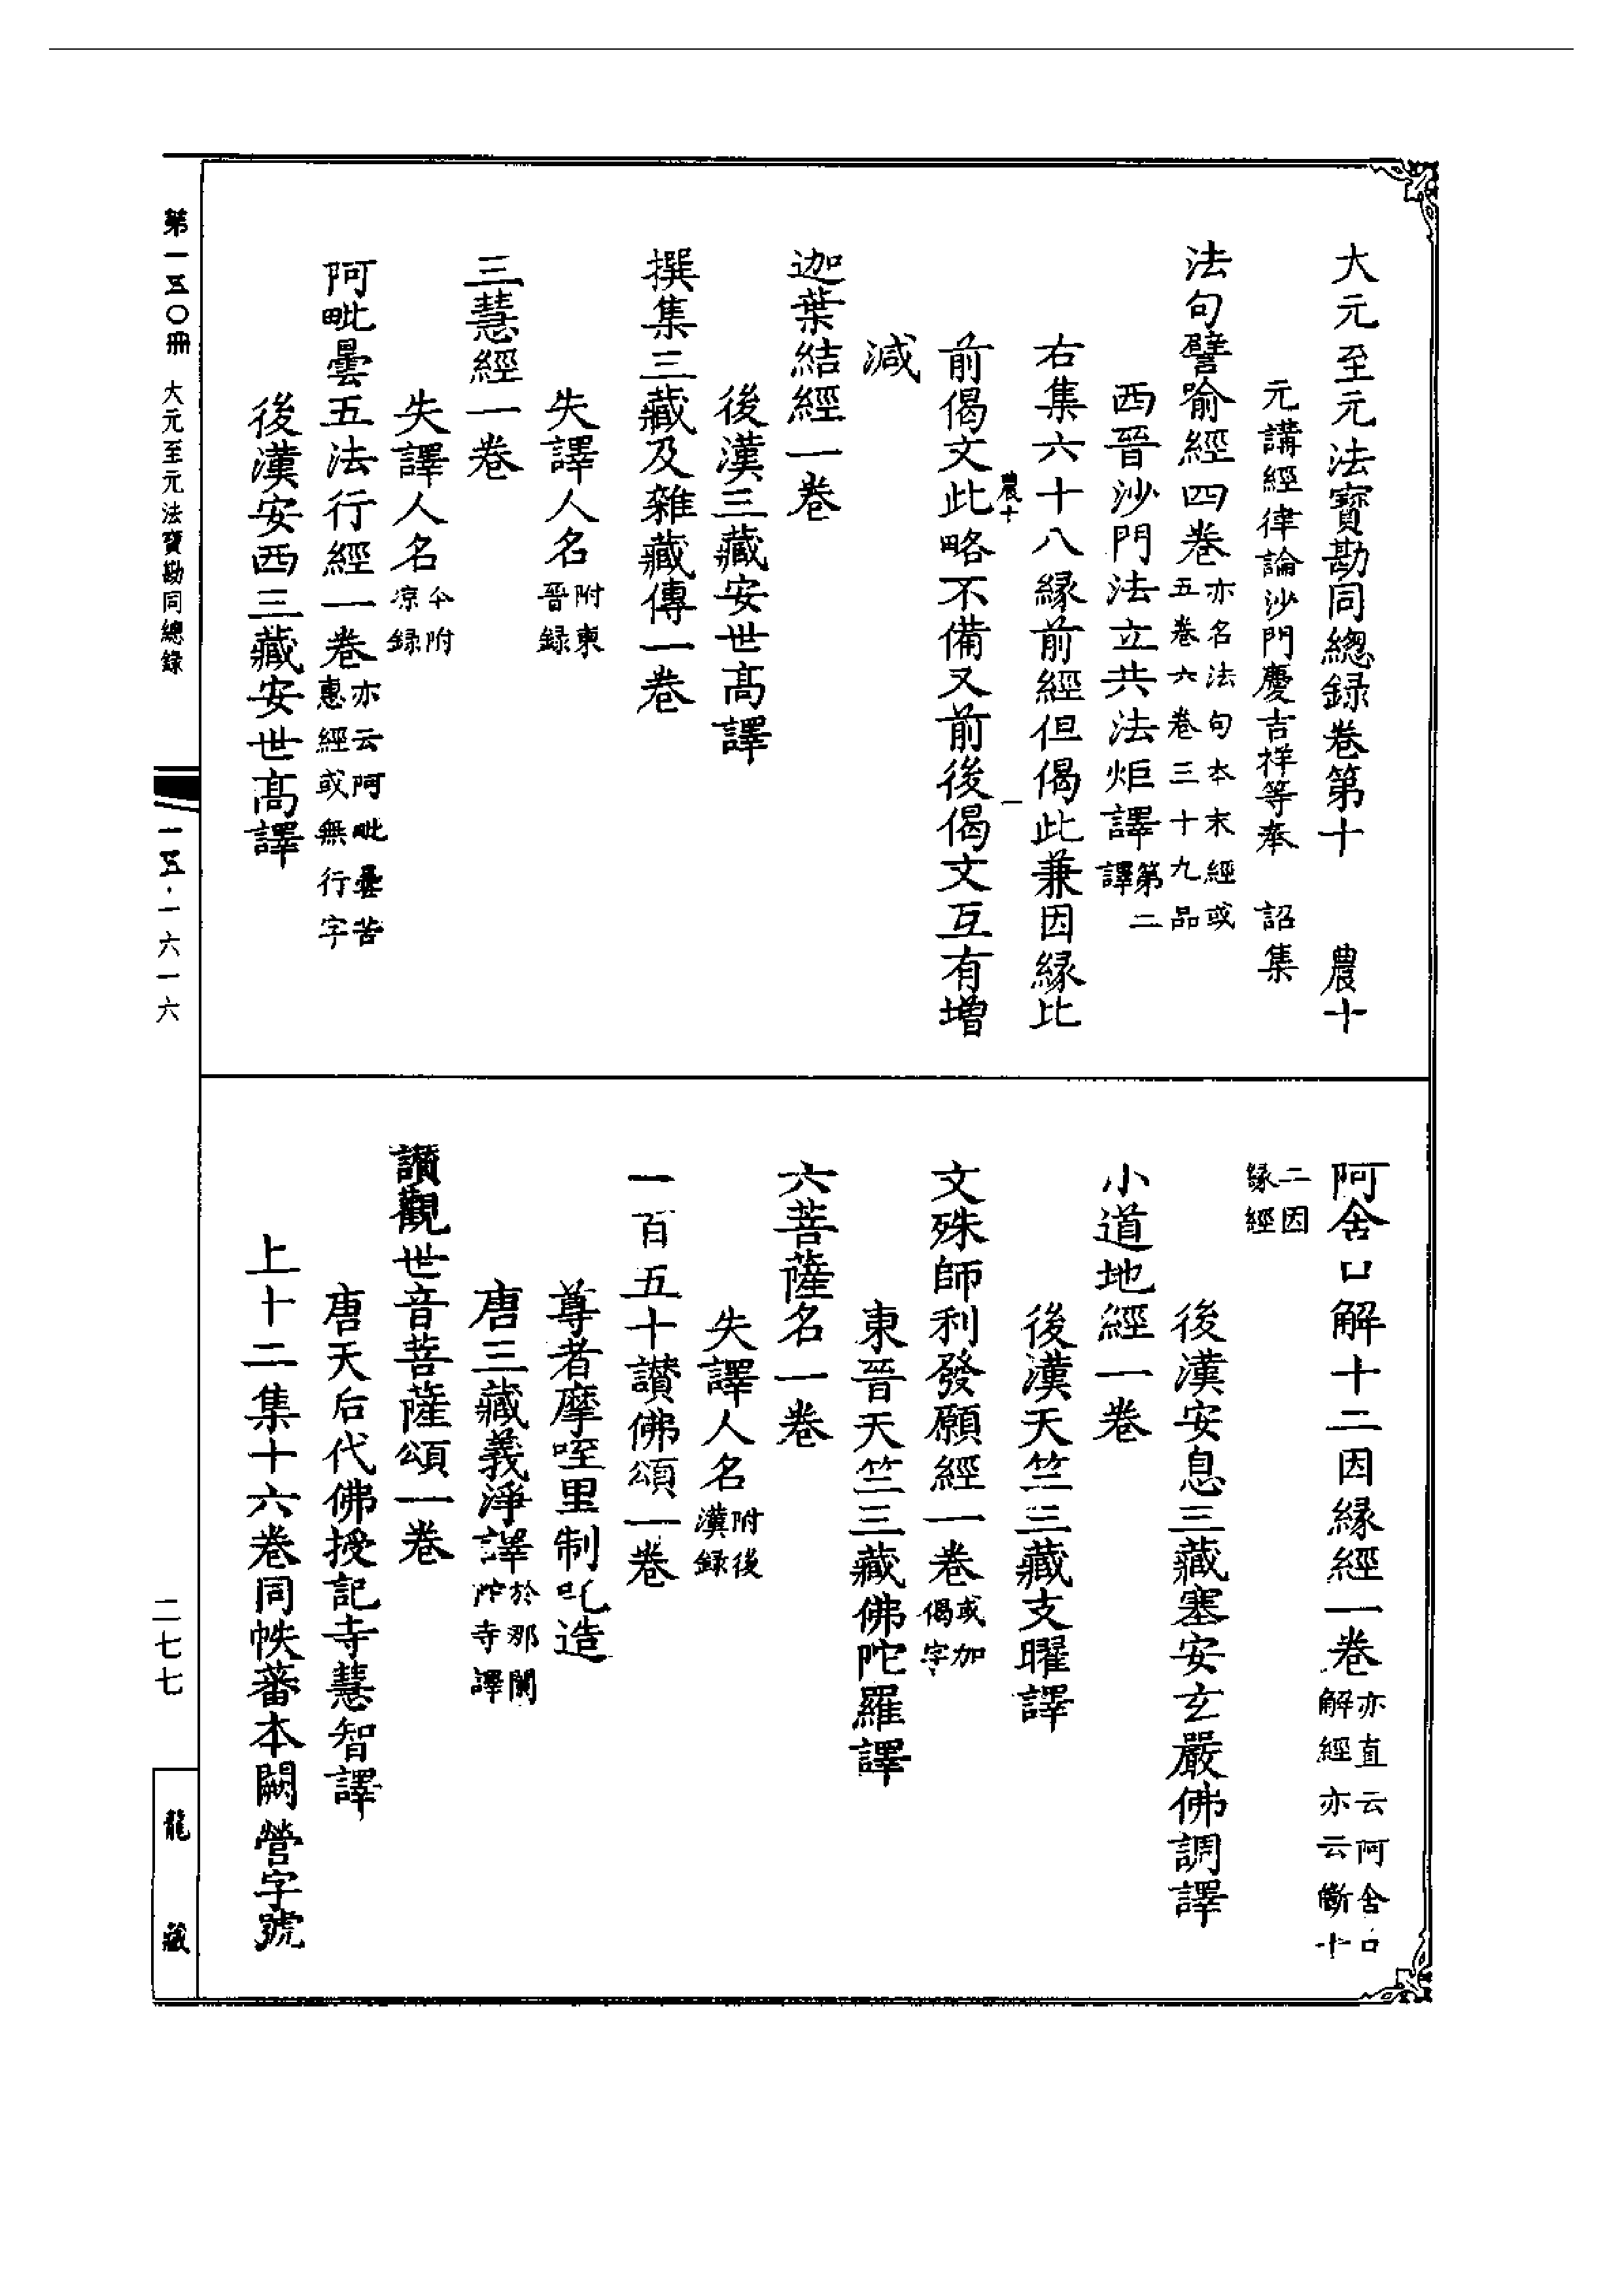 大元至元法寶勘同總録卷第十　農十
元講經律論沙門慶吉祥等奉　詔集
法句譬喻經四卷亦名法句本末經或五卷六卷三十九品
西晉沙門法立共法炬譯第二譯
右集六十八緣前經但偈此兼因緣比
農十　一
前偈文此略不備又前後偈文互有增
減
迦葉結經一卷
後漢三藏安世高譯
撰集三藏及雜藏傳一卷
失譯人名附東晉録
三慧經一卷
失譯人名今附涼録
阿毗曇五法行經一卷亦云阿毗曇苦慧經或無行字
後漢安西三藏安世高譯
阿含口解十二因緣經一卷亦直云阿含口解經亦云斷十
二因緣經
後漢安息三藏塞安玄嚴佛調譯
小道地經一卷
後漢天竺三藏支曜譯
文殊師利發願經一卷或加偈字
東晉天竺三藏佛陀羅譯
六菩薩名一卷
失譯人名附後漢録
一百五十讚佛頌一卷
尊者摩咥里制吒造
唐三藏義淨譯於那闌陀寺譯
讚觀世音菩薩頌一卷
唐天后代佛授記寺慧智譯
上十二集十六卷同帙蕃本闕營字號
第一五〇冊　大元至元法寶勘同總錄　一五·一六一六
二七七
龍藏